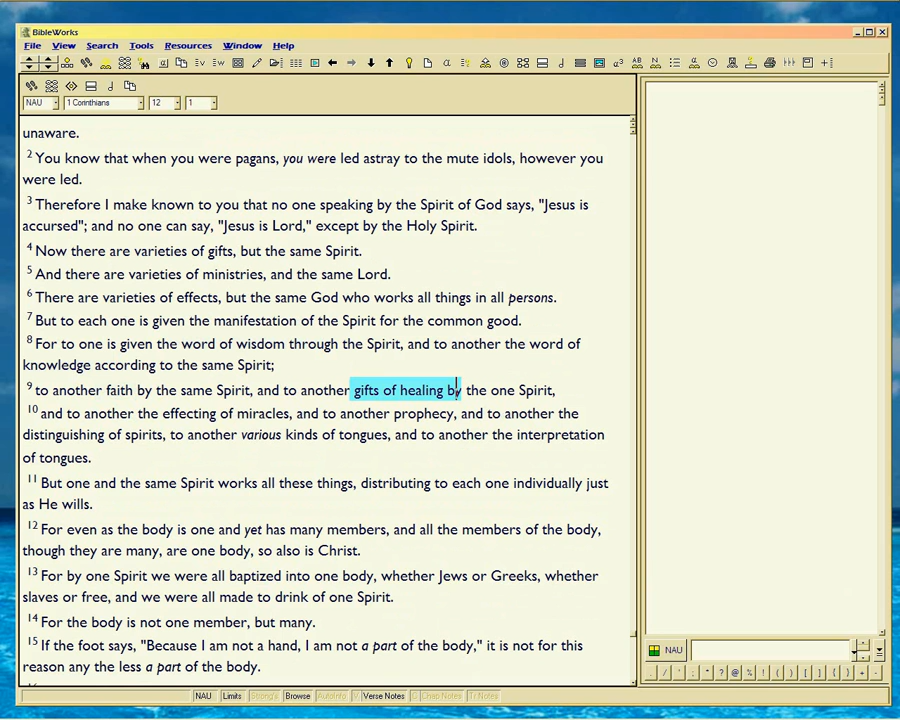 BibleWorks
File View Search Tools Resources Window Help
NAU 1 Corinthians 12 1
unaware.
2 You know that when you were pagans, you were led astray to the mute idols, however you
were led.
3 Therefore I make known to you that no one speaking by the Spirit of God says, "Jesus is
accursed"; and no one can say, "Jesus is Lord," except by the Holy Spirit.
4 Now there are varieties of gifts, but the same Spirit.
5 And there are varieties of ministries, and the same Lord.
6 There are varieties of effects, but the same God who works all things in all persons.
7 But to each one is given the manifestation of the Spirit for the common good.
8 For to one is given the word of wisdom through the Spirit, and to another the word of
knowledge according to the same Spirit;
9 to another faith by the same Spirit, and to another gifts of healing by the one Spirit,
10 and to another the effecting of miracles, and to another prophecy, and to another the
distinguishing of spirits, to another various kinds of tongues, and to another the interpretation
of tongues.
11 But one and the same Spirit works all these things, distributing to each one individually just
as He wills.
12 For even as the body is one and yet has many members, and all the members of the body,
though they are many, are one body, so also is Christ.
13 For by one Spirit we were all baptized into one body, whether Jews or Greeks, whether
slaves or free, and we were all made to drink of one Spirit.
14 For the body is not one member, but many.
15 If the foot says, "Because I am not a hand, I am not a part of the body," it is not for this
reason any the less a part of the body.
NAU
NAU Limits Strong's Browse AutoInfo Verse Notes Chap Notes Tr Notes